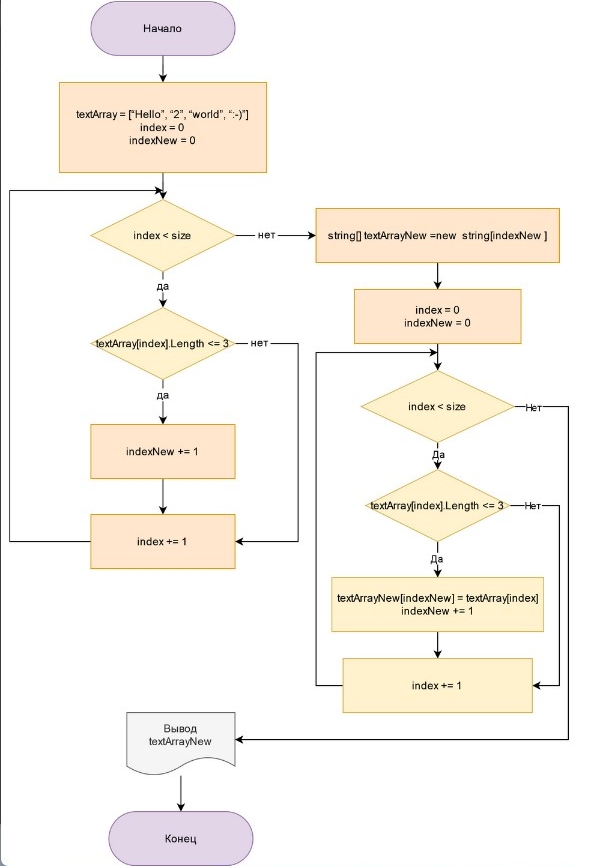 Начало
textArray = ["Hello", “2”, “world”, “:-)”]
index = 0
indexNew = 0
index < size
нет
да
textArray[index].Length <= 3
нет
да
indexNew += 1
index += 1
string[] textArrayNew =new  string[indexNew ]
index = 0
indexNew = 0
index < size
Нет
Да
textArray[index].Length <= 3
Нет
Да
textArrayNew[indexNew] = textArray[index]
indexNew += 1
index += 1
Вывод
textArrayNew
Конец